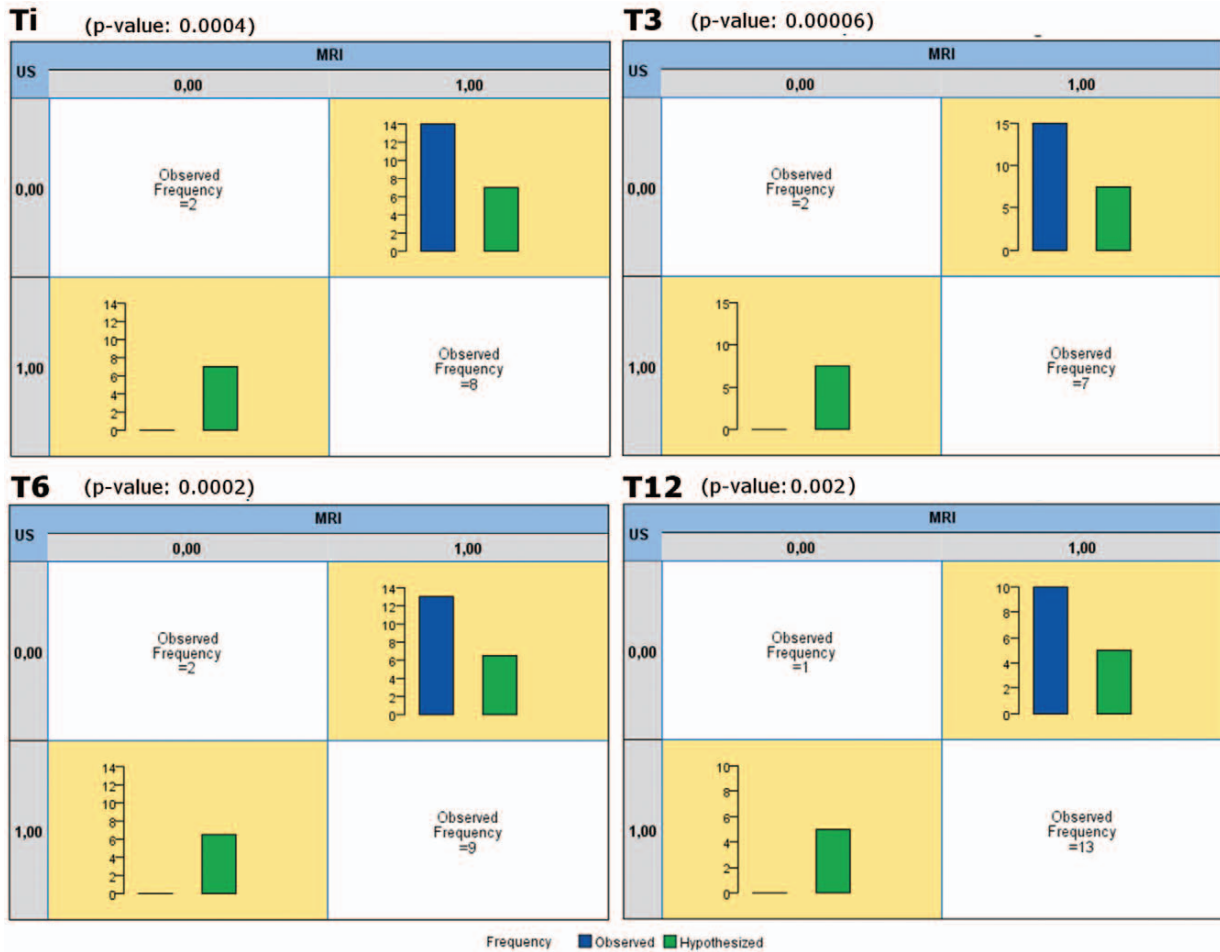 Ti (p-value: 0.0004)
US MRI
0,00 1,00
0,00
Observed
Frequency
=2
14
12
10
8
6
4
2
0
1,00
14
12
10
8
6
4
2
0
Observed
Frequency
=8
T3 (p-value: 0.00006)
US MRI
0,00 1,00
0,00
Observed
Frequency
=2
15
10
5
0
1,00
15
10
5
0
Observed
Frequency
=7
T6 (p-value: 0.0002)
US MRI
0,00 1,00
0,00
Observed
Frequency
=2
14
12
10
8
6
4
2
0
1,00
14
12
10
8
6
4
2
0
Observed
Frequency
=9
T12 (p-value: 0.002)
US MRI
0,00 1,00
0,00
Observed
Frequency
=1
10
8
6
4
2
0
1,00
10
8
6
4
2
0
Observed
Frequency
=13
Frequency Observed Hypothesized